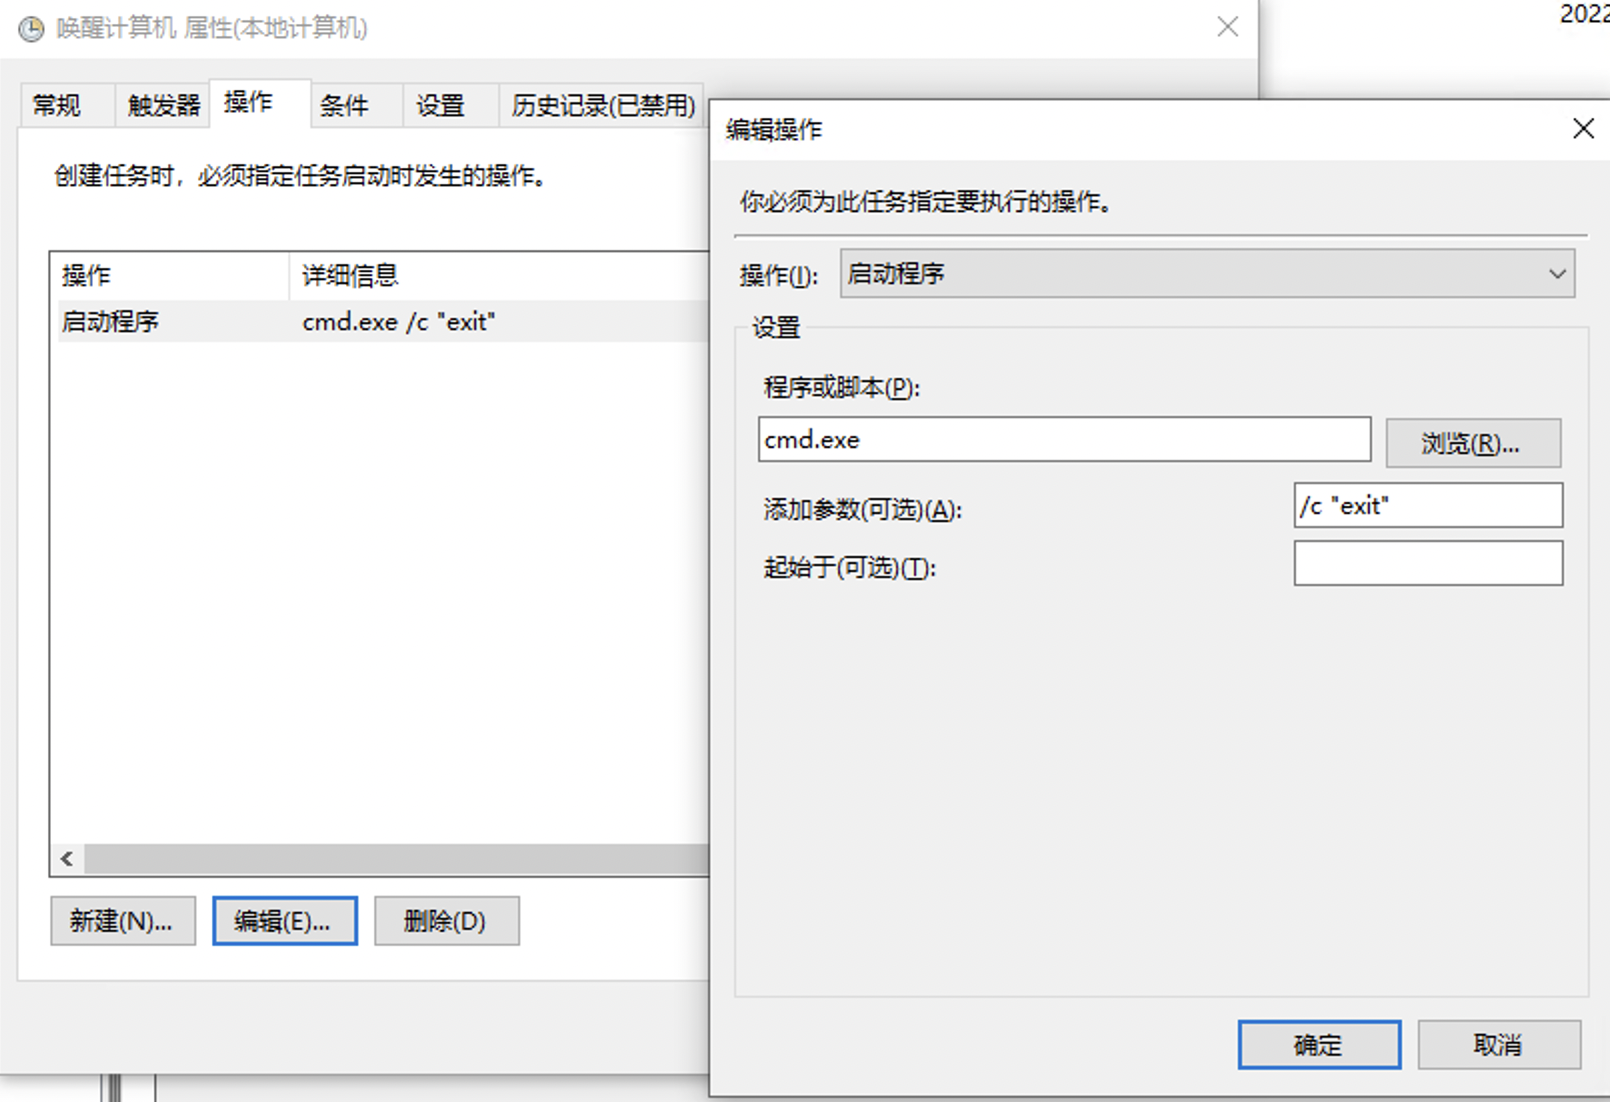 唤醒计算机 属性(本地计算机)
2022
常规
触发器
操作
条件
设置
历史记录(已禁用)
创建任务时，必须指定任务启动时发生的操作。
操作
详细信息
启动程序
cmd.exe /c "exit"
新建(N)...
编辑(E)...
删除(D)
编辑操作
你必须为此任务指定要执行的操作。
操作(I):
启动程序
设置
程序或脚本(P):
cmd.exe
浏览(R)...
添加参数(可选)(A):
/c "exit"
起始于(可选)(T):
确定
取消